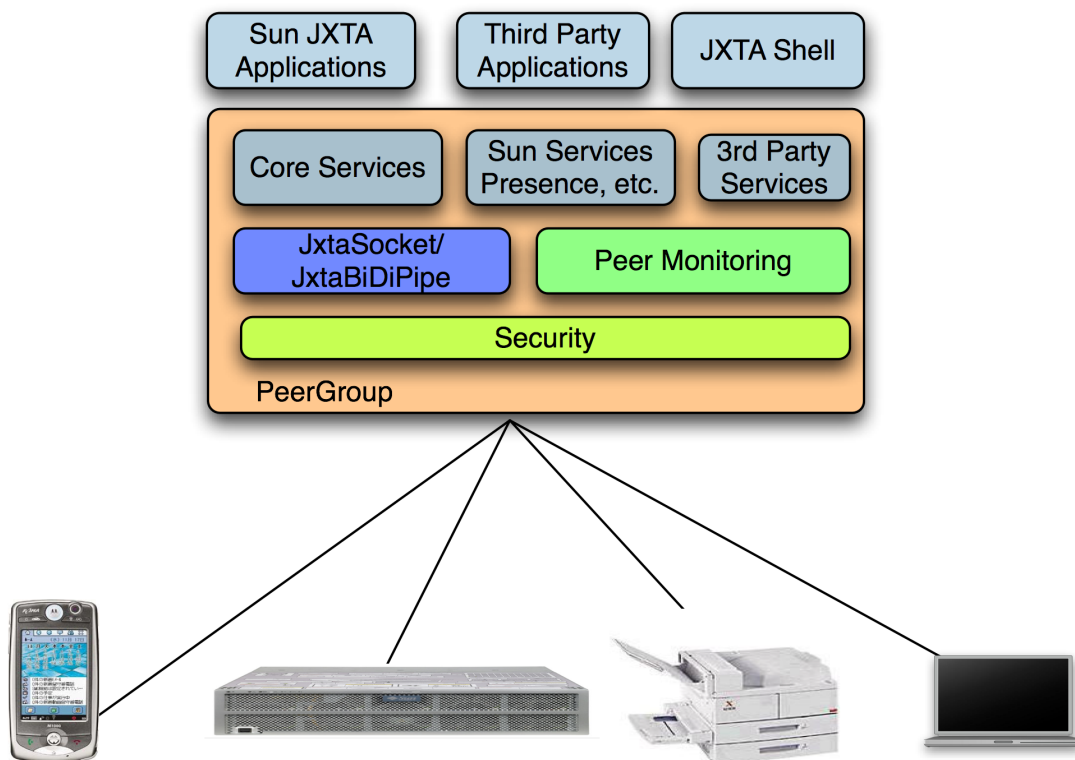 Sun JXTA
Applications
Third Party
Applications
JXTA Shell
Core Services
Sun Services
Presence, etc.
3rd Party
Services
JxtaSocket/
JxtaBiDiPipe
Peer Monitoring
Security
PeerGroup